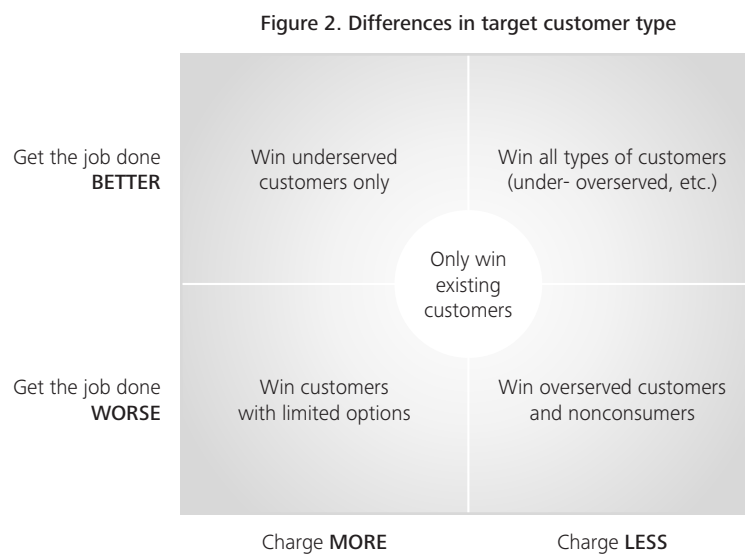 Figure 2. Differences in target customer type
Get the job done
BETTER
Win underserved
customers only
Win all types of customers
(under- overserved, etc.)
Only win
existing
customers
Get the job done
WORSE
Win customers
with limited options
Win overserved customers
and nonconsumers
Charge MORE
Charge LESS